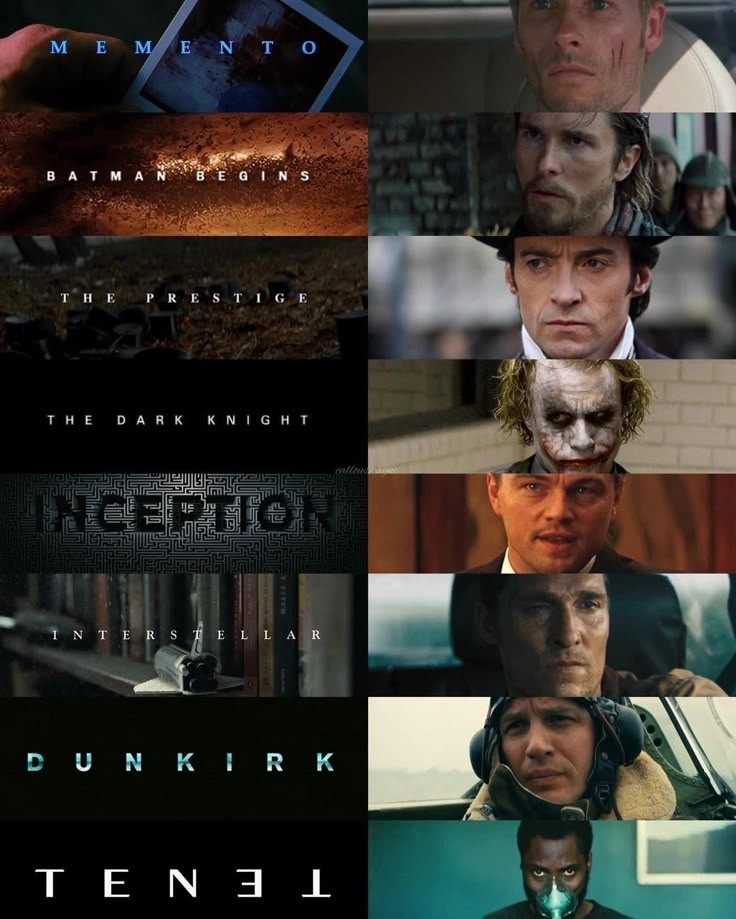 MEMENTO
BATMAN BEGINS
THE PRESTIGE
THE DARK KNIGHT
INCEPTION
INTERSTELLAR
DUNKIRK
TENET